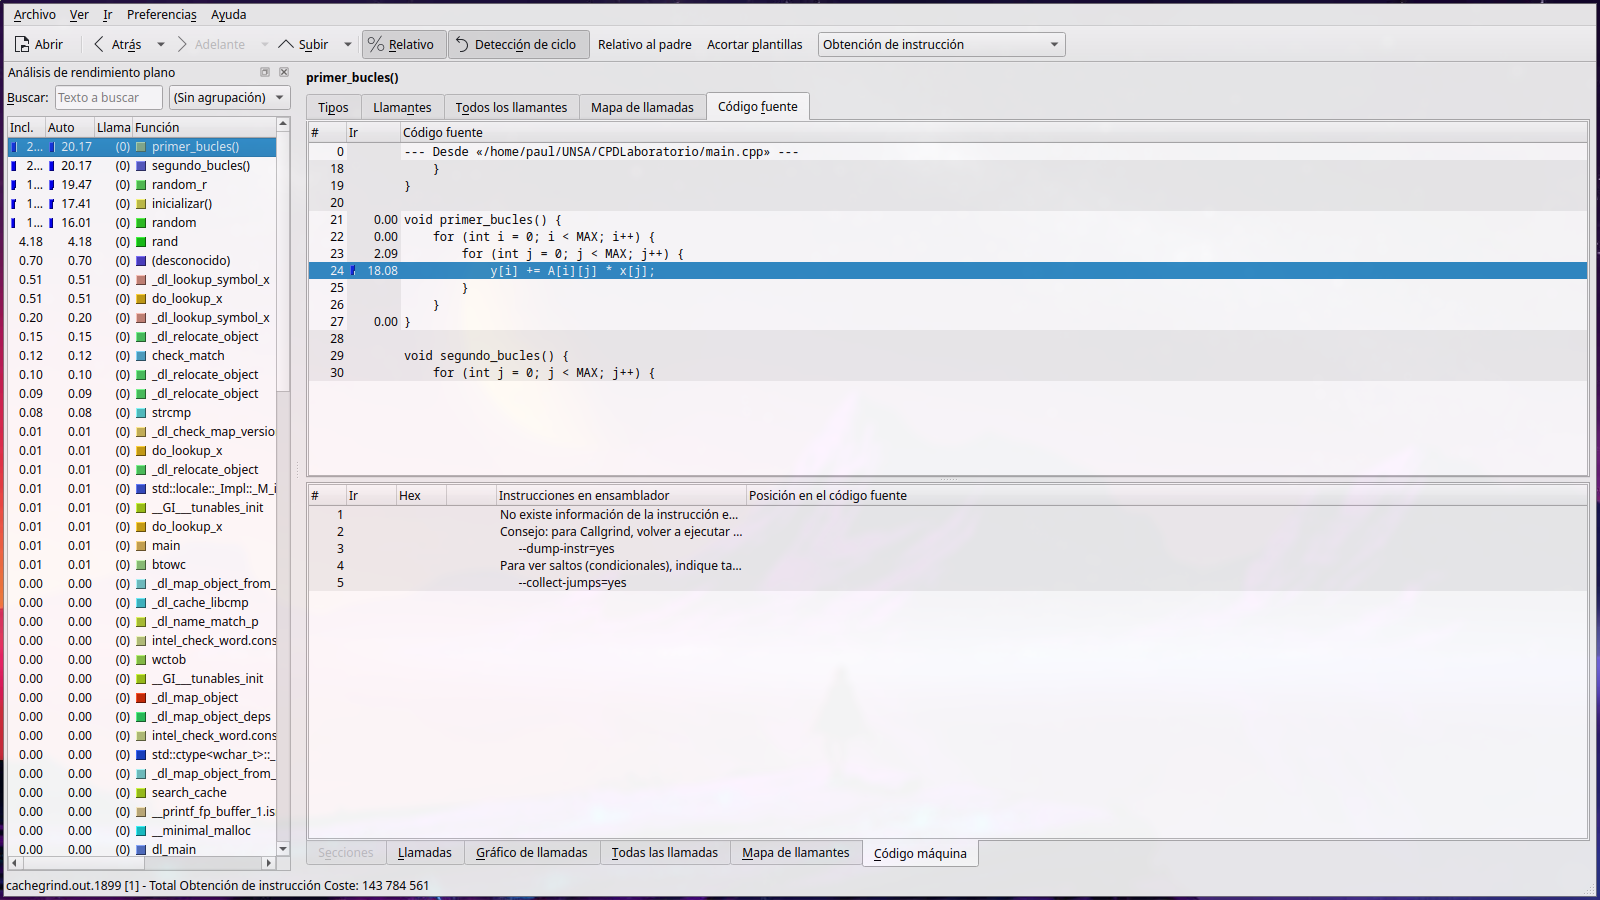 Archivo Ver Ir Preferencias Ayuda
Abrir Atrás Adelante Subir Relativo Detección de ciclo Relativo al padre Acortar plantillas Obtención de instrucción
Análisis de rendimiento plano
Buscar: Texto a buscar (Sin agrupación)
Incl. Auto Llama Función
2... 20.17 (0) primer_bucles()
2... 20.17 (0) segundo_bucles()
1... 19.47 (0) random_r
1... 17.41 (0) inicializar()
1... 16.01 (0) random
4.18 4.18 (0) rand
0.70 0.70 (0) (desconocido)
0.51 0.51 (0) _dl_lookup_symbol_x
0.51 0.51 (0) do_lookup_x
0.20 0.20 (0) _dl_lookup_symbol_x
0.15 0.15 (0) _dl_relocate_object
0.12 0.12 (0) check_match
0.10 0.10 (0) _dl_relocate_object
0.09 0.09 (0) _dl_relocate_object
0.08 0.08 (0) strcmp
0.01 0.01 (0) _dl_check_map_versio
0.01 0.01 (0) do_lookup_x
0.01 0.01 (0) _dl_relocate_object
0.01 0.01 (0) std::locale::_Impl::_M_i
0.01 0.01 (0) __GI___tunables_init
0.01 0.01 (0) do_lookup_x
0.01 0.01 (0) main
0.01 0.01 (0) btowc
0.00 0.00 (0) _dl_map_object_from_
0.00 0.00 (0) _dl_cache_libcmp
0.00 0.00 (0) _dl_name_match_p
0.00 0.00 (0) intel_check_word.cons
0.00 0.00 (0) wctob
0.00 0.00 (0) __GI___tunables_init
0.00 0.00 (0) _dl_map_object
0.00 0.00 (0) _dl_map_object_deps
0.00 0.00 (0) intel_check_word.cons
0.00 0.00 (0) std::ctype<wchar_t>::_
0.00 0.00 (0) _dl_map_object_from_
0.00 0.00 (0) search_cache
0.00 0.00 (0) __printf_fp_buffer_1.is
0.00 0.00 (0) __minimal_malloc
0.00 0.00 (0) dl_main
primer_bucles()
Tipos Llamantes Todos los llamantes Mapa de llamadas Código fuente
# Ir Código fuente
0 --- Desde «/home/paul/UNSA/CPDLaboratorio/main.cpp» ---
18 }
19 }
20
21 0.00 void primer_bucles() {
22 0.00 for (int i = 0; i < MAX; i++) {
23 2.09 for (int j = 0; j < MAX; j++) {
24 18.08 y[i] += A[i][j] * x[j];
25 }
26 }
27 0.00 }
28
29 void segundo_bucles() {
30 for (int j = 0; j < MAX; j++) {
# Ir Hex Instrucciones en ensamblador Posición en el código fuente
1 No existe información de la instrucción e...
2 Consejo: para Callgrind, volver a ejecutar ...
3 --dump-instr=yes
4 Para ver saltos (condicionales), indique ta...
5 --collect-jumps=yes
Secciones Llamadas Gráfico de llamadas Todas las llamadas Mapa de llamantes Código máquina
cachegrind.out.1899 [1] - Total Obtención de instrucción Coste: 143 784 561